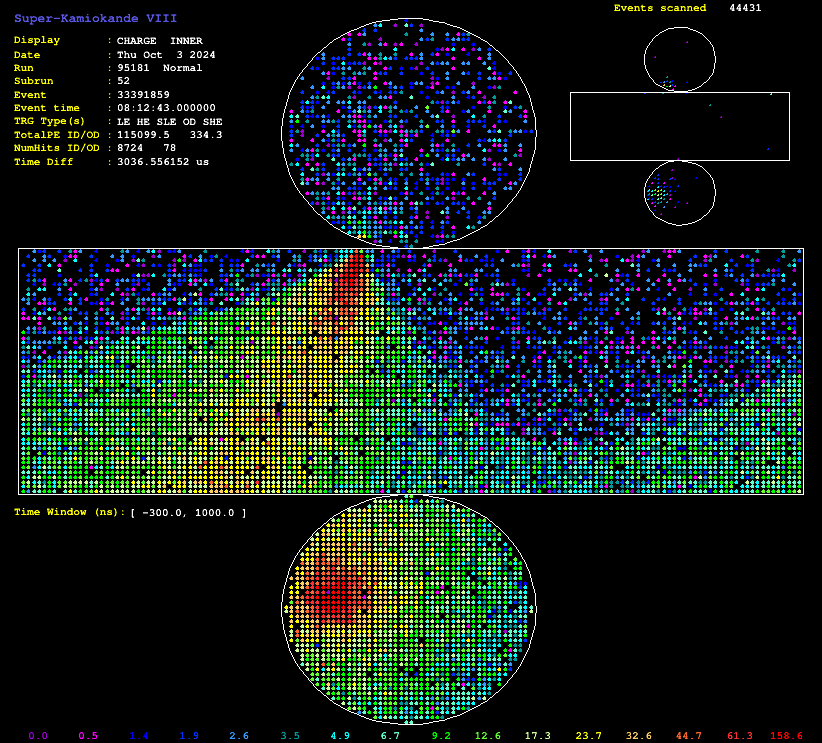 Super-Kamiokande VIII
Events scanned 44431
Display : CHARGE INNER
Date : Thu Oct 3 2024
Run : 95181 Normal
Subrun : 52
Event : 33391859
Event time : 08:12:43.000000
TRG Type(s) : LE HE SLE OD SHE
TotalPE ID/OD : 115099.5 334.3
NumHits ID/OD : 8724 78
Time Diff : 3036.556152 us
Time Window (ns): [ -300.0, 1000.0 ]
0.0 0.5 1.4 1.9 2.6 3.5 4.9 6.7 9.2 12.6 17.3 23.7 32.6 44.7 61.3 158.6